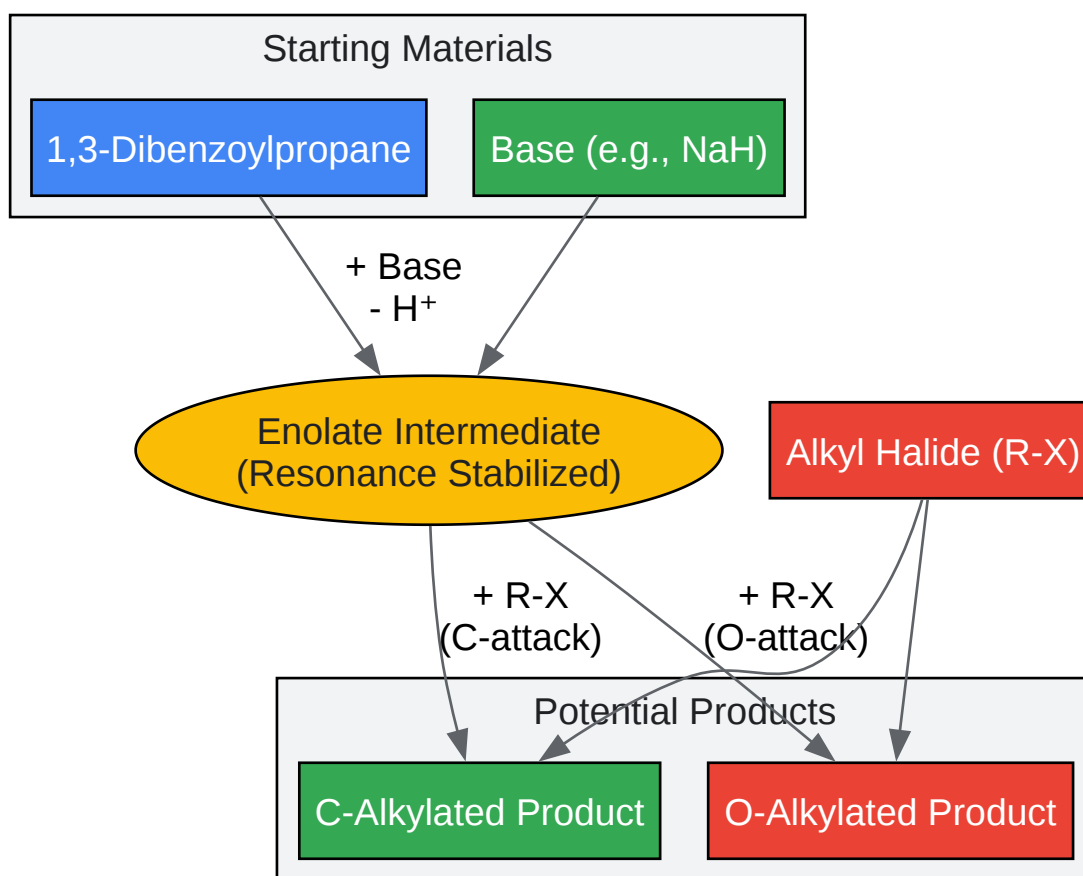 Starting Materials
1,3-Dibenzoylpropane
Base (e.g., NaH)
+ Base
- H⁺
Enolate Intermediate
(Resonance Stabilized)
Alkyl Halide (R-X)
+ R-X
(C-attack)
+ R-X
(O-attack)
Potential Products
C-Alkylated Product
O-Alkylated Product